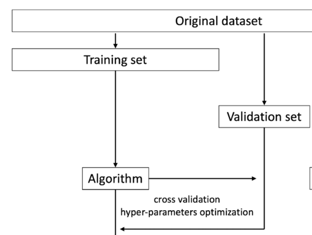 Original dataset
Training set
Validation set
Algorithm
cross validation
hyper-parameters optimization